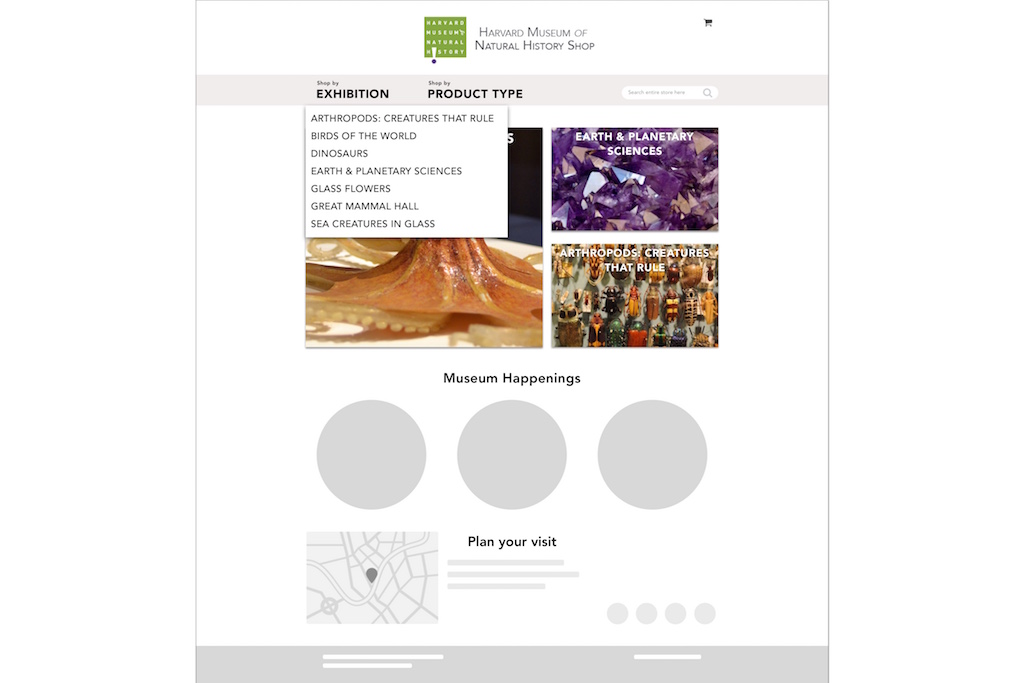 HARVARD
MUSEUM OF
NATURAL
HISTORY
HARVARD MUSEUM OF
NATURAL HISTORY SHOP
Shop by
EXHIBITION
Shop by
PRODUCT TYPE
Search entire store here
ARTHROPODS: CREATURES THAT RULE
BIRDS OF THE WORLD
DINOSAURS
EARTH & PLANETARY SCIENCES
GLASS FLOWERS
GREAT MAMMAL HALL
SEA CREATURES IN GLASS
S
EARTH & PLANETARY
SCIENCES
ARTHROPODS: CREATURES
THAT RULE
Museum Happenings
Plan your visit